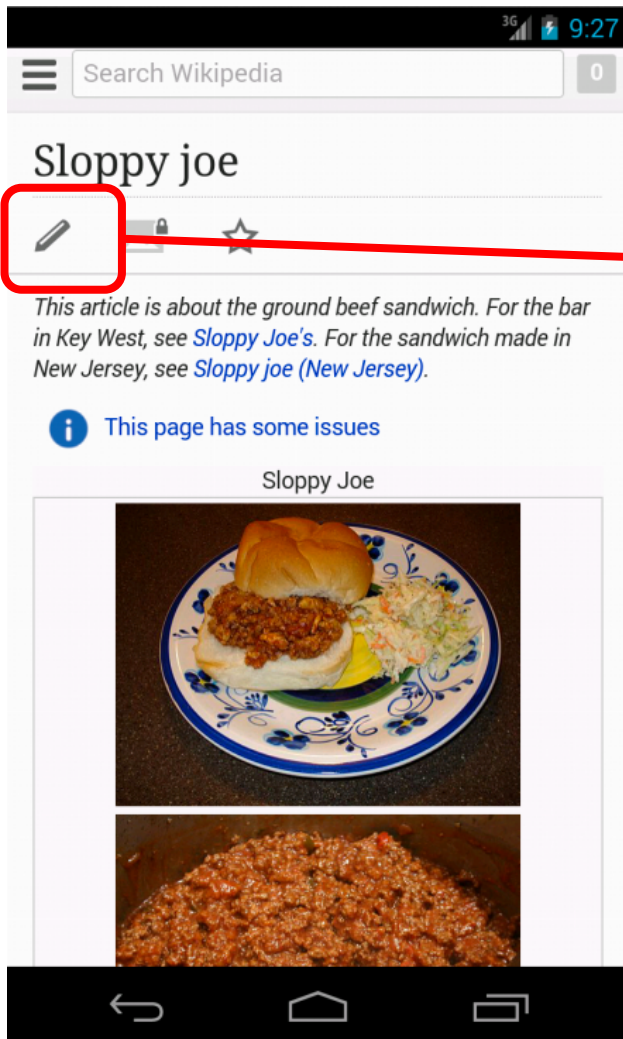 3G 9:27
Search Wikipedia 0
Sloppy joe
This article is about the ground beef sandwich. For the bar
in Key West, see Sloppy Joe's. For the sandwich made in
New Jersey, see Sloppy joe (New Jersey).
i This page has some issues
Sloppy Joe